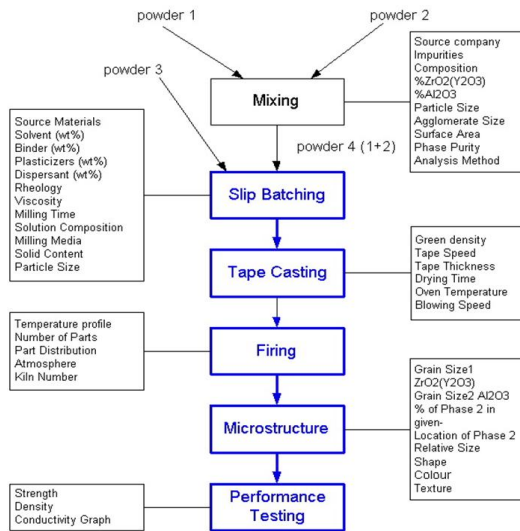 powder 1
powder 2
powder 3
Mixing
Source company
Impurities
Composition
%ZrO2(Y2O3)
%Al2O3
Particle Size
Agglomerate Size
Surface Area
Phase Purity
Analysis Method
powder 4 (1+2)
Source Materials
Solvent (wt%)
Binder (wt%)
Plasticizers (wt%)
Dispersant (wt%)
Rheology
Viscosity
Milling Time
Solution Composition
Milling Media
Solid Content
Particle Size
Slip Batching
Tape Casting
Green density
Tape Speed
Tape Thickness
Drying Time
Oven Temperature
Blowing Speed
Temperature profile
Number of Parts
Part Distribution
Atmosphere
Kiln Number
Firing
Microstructure
Grain Size1
ZrO2(Y2O3)
Grain Size2 Al2O3
% of Phase 2 in
given-
Location of Phase 2
Relative Size
Shape
Colour
Texture
Strength
Density
Conductivity Graph
Performance
Testing